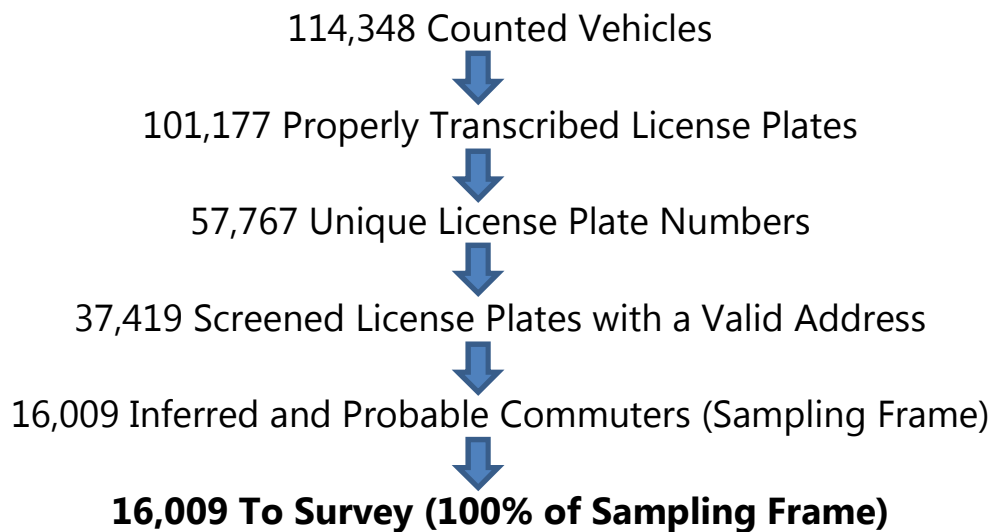 114,348 Counted Vehicles
101,177 Properly Transcribed License Plates
57,767 Unique License Plate Numbers
37,419 Screened License Plates with a Valid Address
16,009 Inferred and Probable Commuters (Sampling Frame)
16,009 To Survey (100% of Sampling Frame)